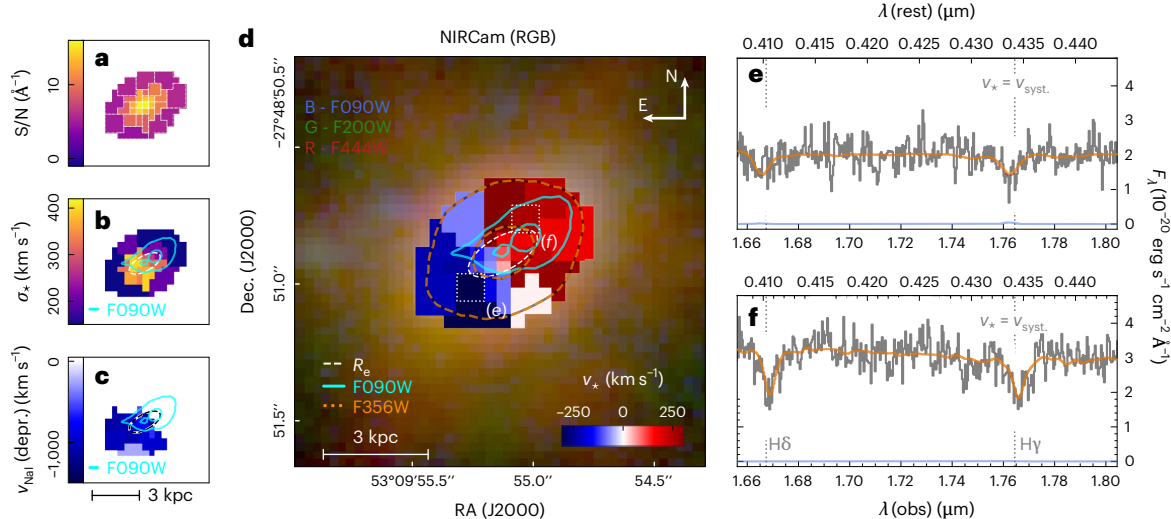 a
S/N (Å⁻¹)
10
0
b
σ⋆ (km s⁻¹)
400
300
200
F090W
c
v_NaI (depr.) (km s⁻¹)
0
−1,000
F090W
3 kpc
d
NIRCam (RGB)
B - F090W
G - F200W
R - F444W
N
E
(f)
(e)
R_e
F090W
F356W
3 kpc
v⋆ (km s⁻¹)
−250 0 250
Dec. (J2000)
−27°48′50.5″
51.0″
51.5″
53°09′55.5″ 55.0″ 54.5″
RA (J2000)
λ (rest) (μm)
0.410 0.415 0.420 0.425 0.430 0.435 0.440
e
v⋆ = v_syst.
4
3
2
1
0
1.66 1.68 1.70 1.72 1.74 1.76 1.78 1.80
0.410 0.415 0.420 0.425 0.430 0.435 0.440
f
v⋆ = v_syst.
Hδ
Hγ
4
3
2
1
0
1.66 1.68 1.70 1.72 1.74 1.76 1.78 1.80
λ (obs) (μm)
F_λ (10⁻²⁰ erg s⁻¹ cm⁻² Å⁻¹)